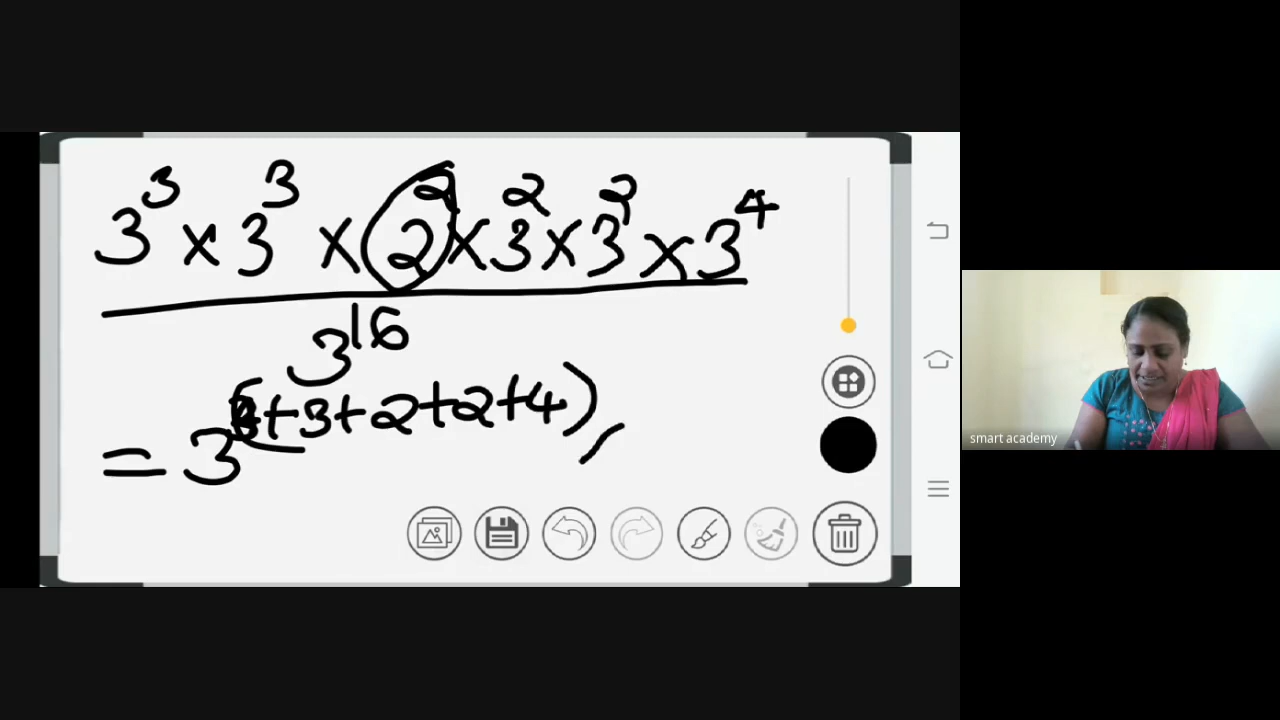 3³ × 3³ × 2² × 3² × 3² × 3⁴
3¹⁶
= 3^(3+3+2+2+4)
smart academy